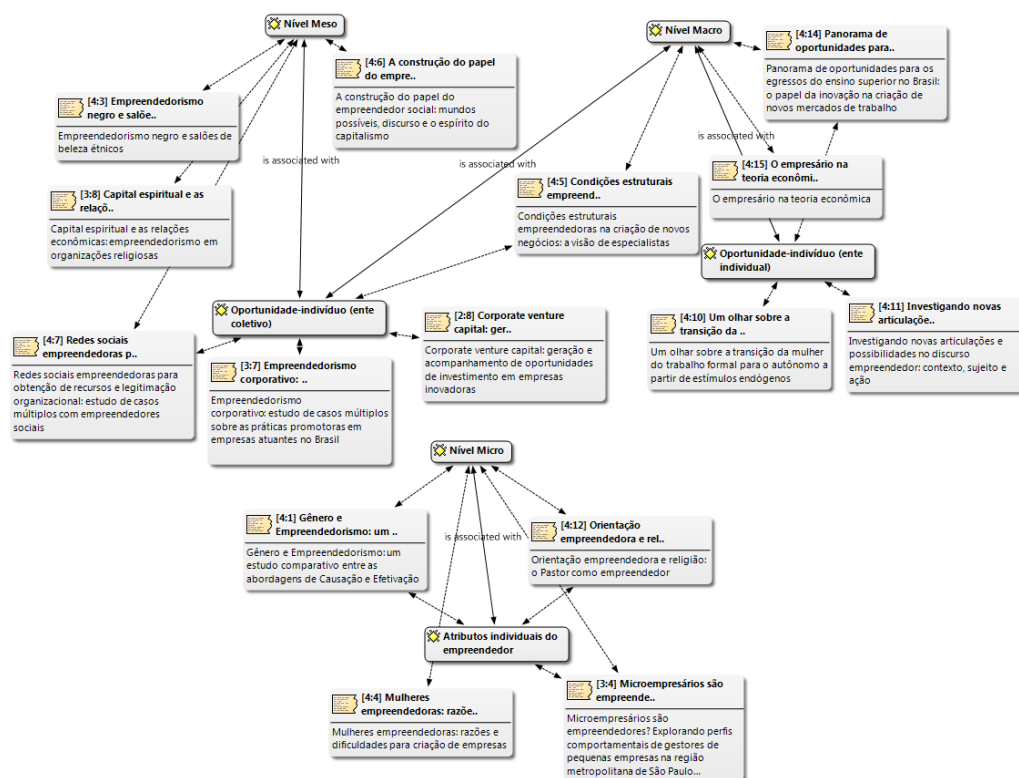 Nível Meso
Nível Macro
[4:14] Panorama de
oportunidades para..
Panorama de oportunidades para os
egressos do ensino superior no Brasil:
o papel da inovação na criação de
novos mercados de trabalho
[4:6] A construção do papel
do empre..
A construção do papel do
empreendedor social: mundos
possíveis, discurso e o espírito do
capitalismo
[4:3] Empreendedorismo
negro e salõe..
Empreendedorismo negro e salões de
beleza étnicos
is associated with
is associated with
is associated with
[4:15] O empresário na
teoria econômi..
O empresário na teoria econômica
[4:5] Condições estruturais
empreend..
Condições estruturais
empreendedoras na criação de novos
negócios: a visão de especialistas
[3:8] Capital espiritual e as
relaçõ..
Capital espiritual e as relações
econômicas: empreendedorismo em
organizações religiosas
Oportunidade-indivíduo (ente
individual)
Oportunidade-indivíduo (ente
coletivo)
[4:7] Redes sociais
empreendedoras p..
Redes sociais empreendedoras para
obtenção de recursos e legitimação
organizacional: estudo de casos
múltiplos com empreendedores
sociais
[3:7] Empreendedorismo
corporativo: ..
Empreendedorismo
corporativo: estudo de casos múltiplos
sobre as práticas promotoras em
empresas atuantes no Brasil
[2:8] Corporate venture
capital: ger..
Corporate venture capital: geração e
acompanhamento de oportunidades
de investimento em empresas
inovadoras
[4:10] Um olhar sobre a
transição da ..
Um olhar sobre a transição da mulher
do trabalho formal para o autônomo a
partir de estímulos endógenos
[4:11] Investigando novas
articulaçõe..
Investigando novas articulações e
possibilidades no discurso
empreendedor: contexto, sujeito e
ação
Nível Micro
[4:1] Gênero e
Empreendedorismo: um ..
Gênero e Empreendedorismo: um
estudo comparativo entre as
abordagens de Causação e Efetivação
is associated with
[4:12] Orientação
empreendedora e rel..
Orientação empreendedora e religião:
o Pastor como empreendedor
Atributos individuais do
empreendedor
[4:4] Mulheres
empreendedoras: razõe..
Mulheres empreendedoras: razões e
dificuldades para criação de empresas
[3:4] Microempresários são
empreende..
Microempresários são
empreendedores? Explorando perfis
comportamentais de gestores de
pequenas empresas na região
metropolitana de São Paulo...